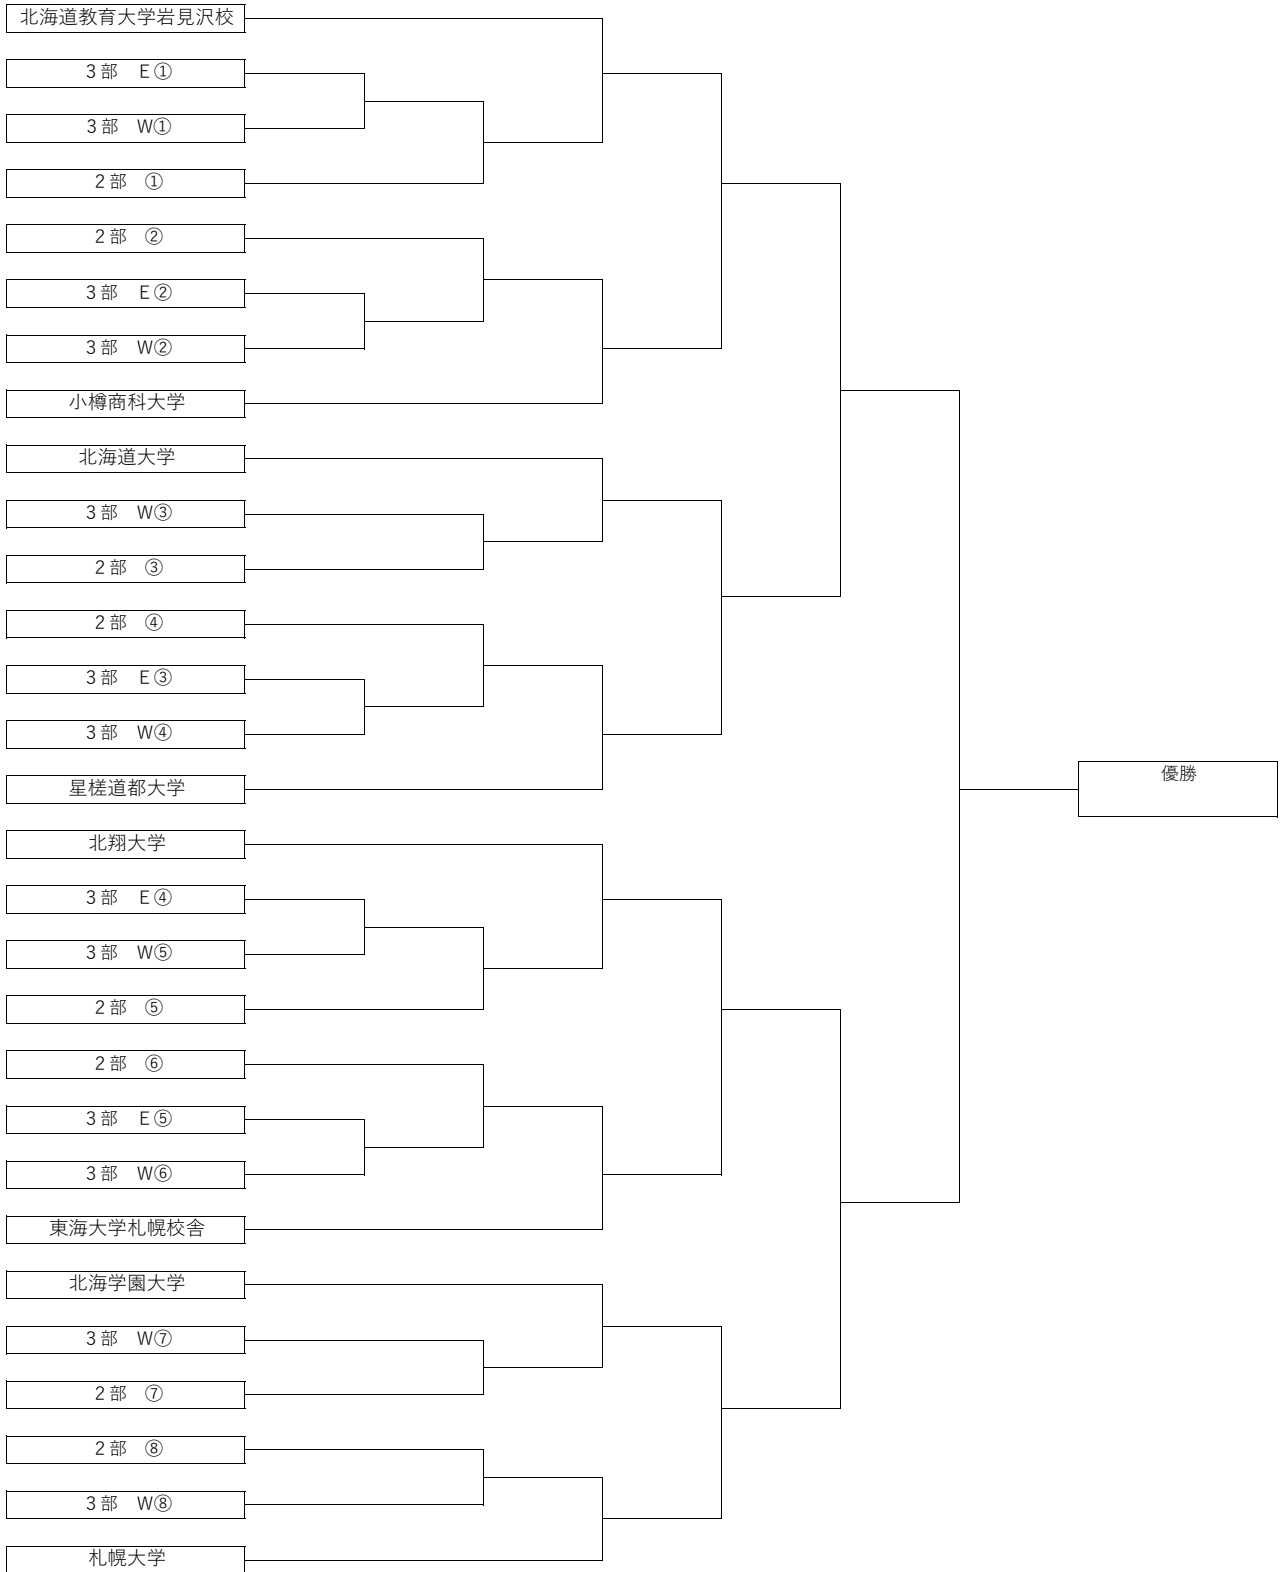 北海道教育大学岩見沢校
３部　Ｅ①
３部　W①
２部　①
２部　②
３部　Ｅ②
３部　W②
小樽商科大学
北海道大学
３部　W③
２部　③
２部　④
３部　Ｅ③
３部　W④
星槎道都大学
優勝
北翔大学
３部　Ｅ④
３部　W⑤
２部　⑤
２部　⑥
３部　Ｅ⑤
３部　W⑥
東海大学札幌校舎
北海学園大学
３部　W⑦
２部　⑦
２部　⑧
３部　W⑧
札幌大学